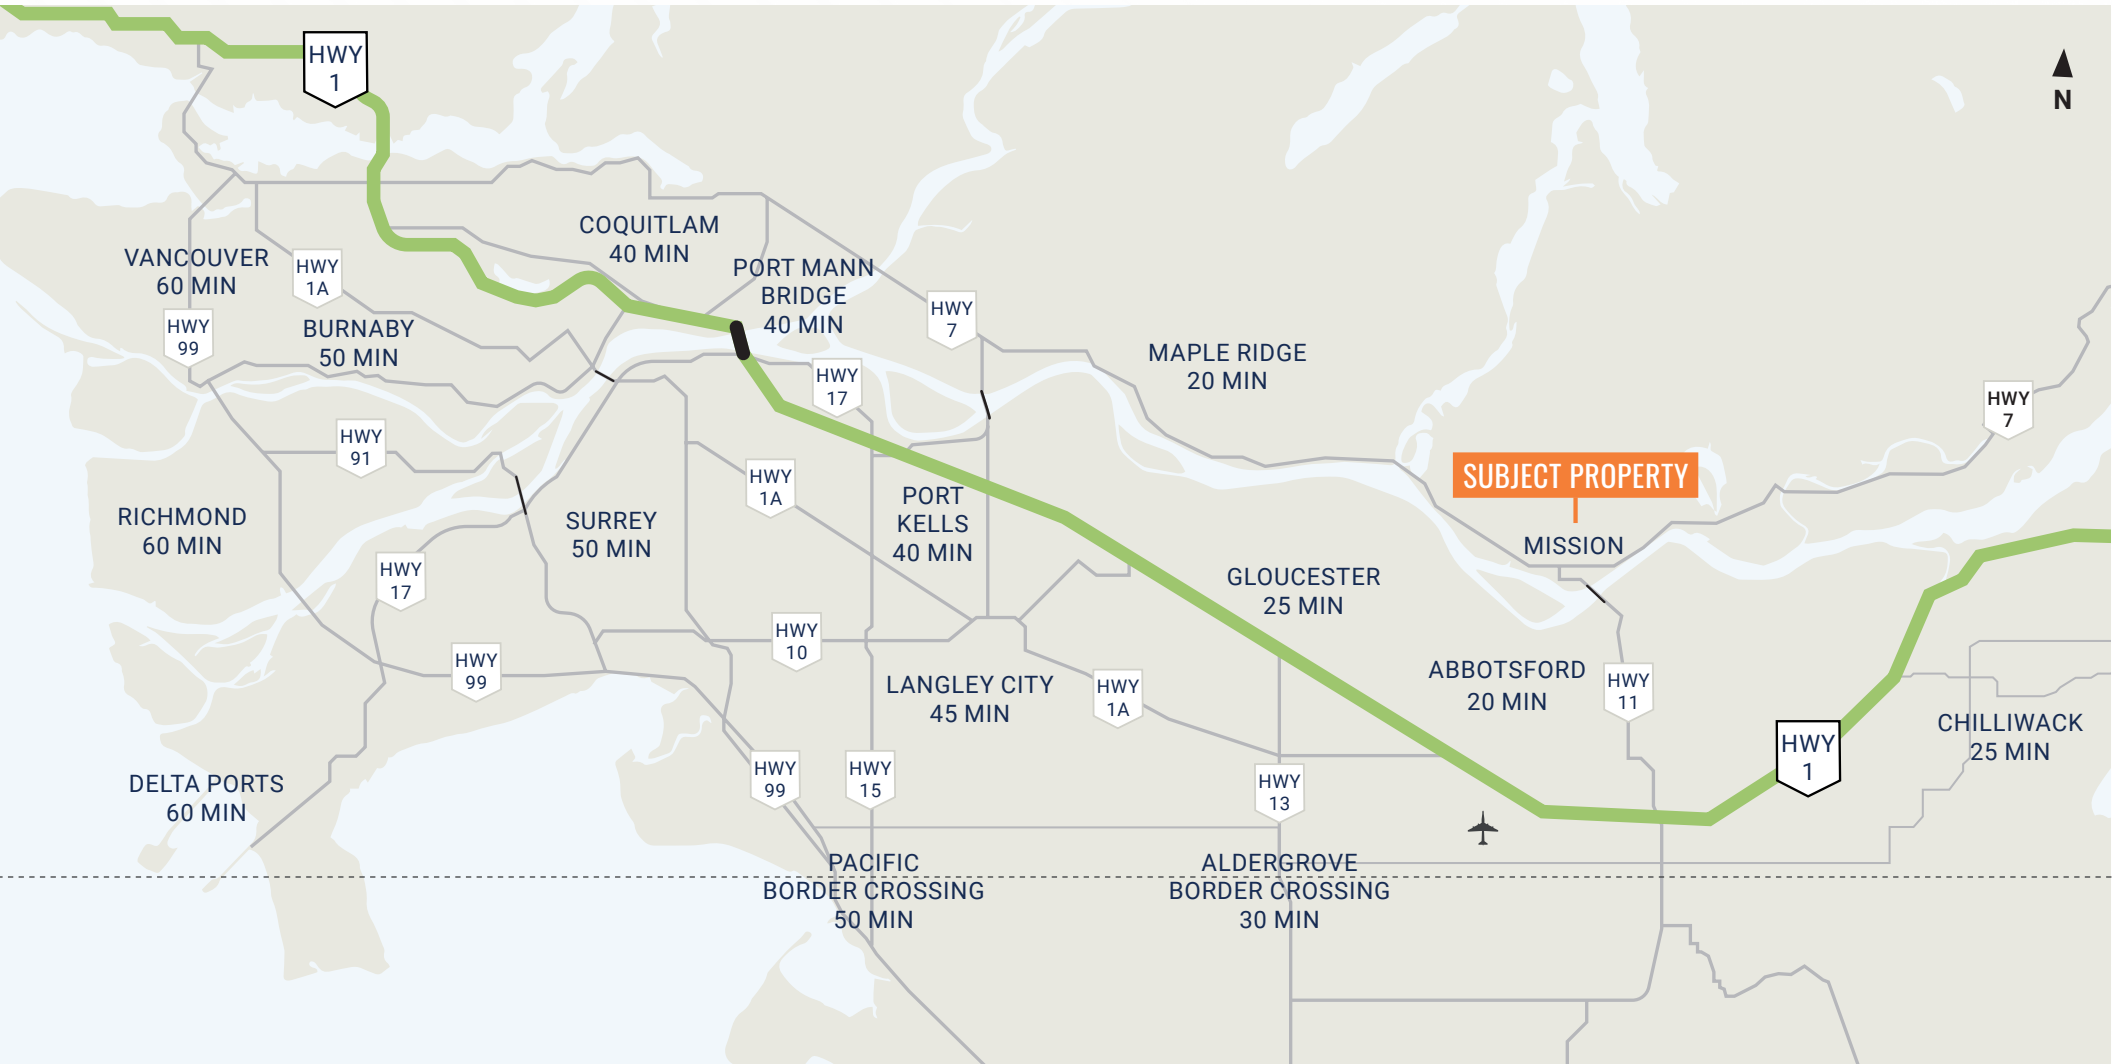 HWY
1
N
COQUITLAM
40 MIN
VANCOUVER
60 MIN
HWY
1A
PORT MANN
BRIDGE
40 MIN
HWY
7
HWY
99
BURNABY
50 MIN
MAPLE RIDGE
20 MIN
HWY
17
HWY
7
HWY
91
SUBJECT PROPERTY
HWY
1A
PORT
KELLS
40 MIN
RICHMOND
60 MIN
SURREY
50 MIN
MISSION
HWY
17
GLOUCESTER
25 MIN
HWY
10
HWY
99
LANGLEY CITY
45 MIN
HWY
1A
ABBOTSFORD
20 MIN
HWY
11
CHILLIWACK
25 MIN
HWY
1
DELTA PORTS
60 MIN
HWY
99
HWY
15
HWY
13
PACIFIC
BORDER CROSSING
50 MIN
ALDERGROVE
BORDER CROSSING
30 MIN